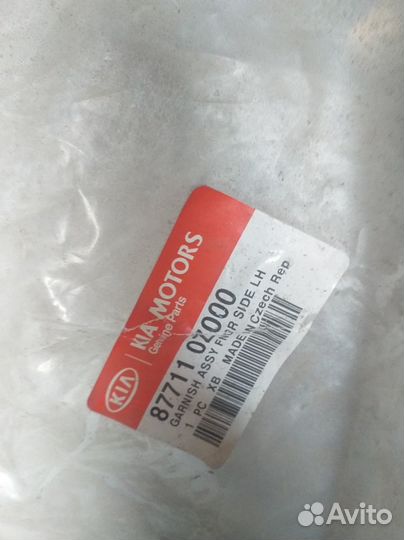 KIA
KIA MOTORS
Genuine Parts
87711 0Z000
GARNISH ASSY FNGR SIDE LH
1 PC XB MADE IN Czech Rep
Avito